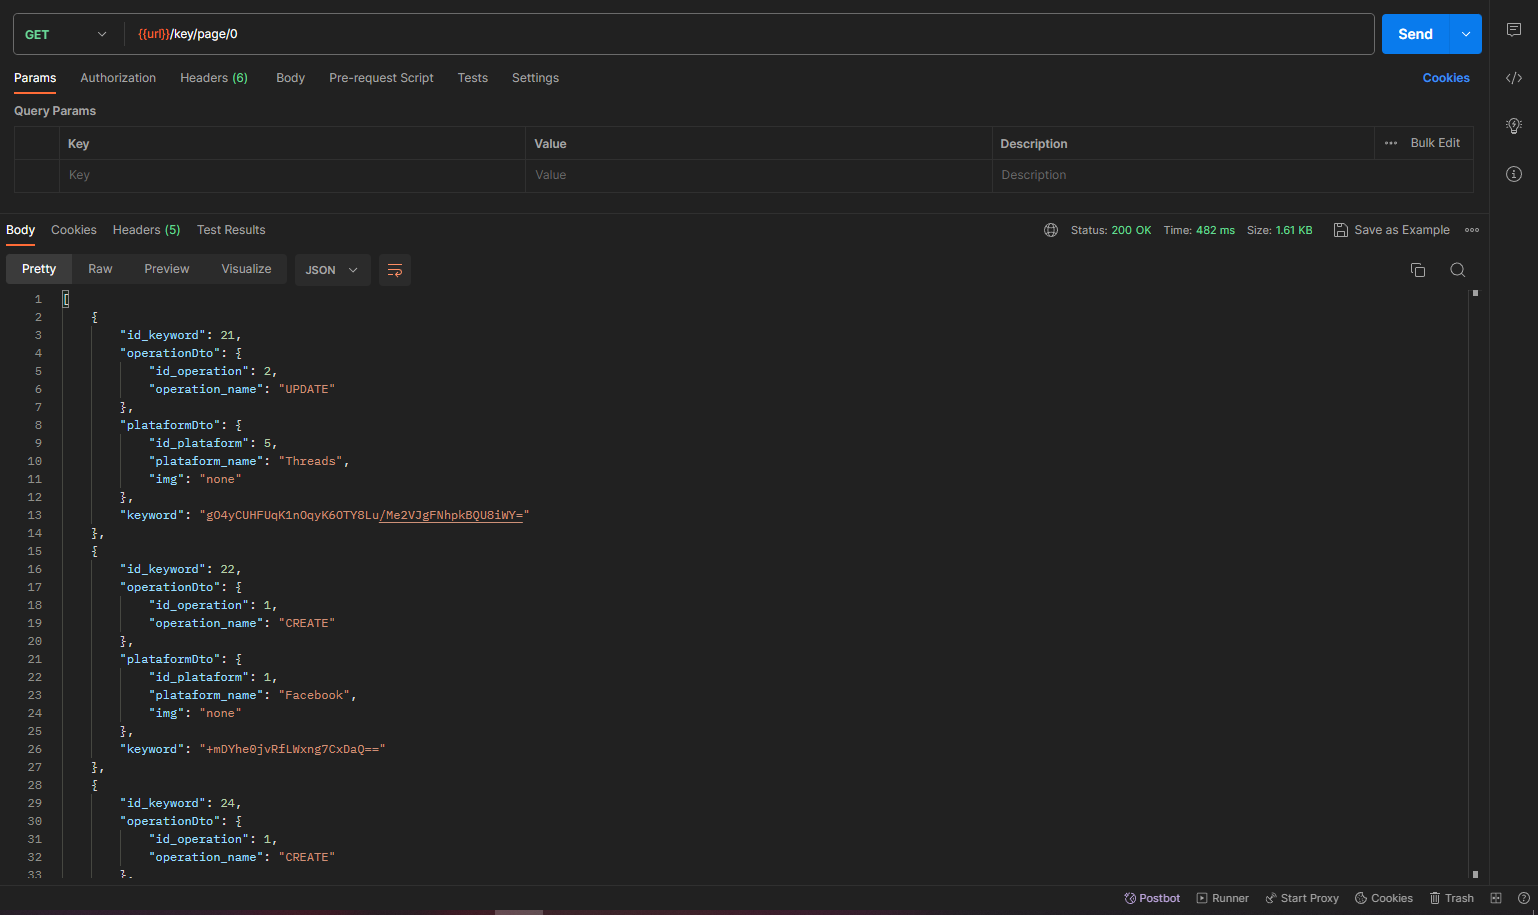 GET {{url}}/key/page/0 Send
Params Authorization Headers (6) Body Pre-request Script Tests Settings Cookies
Query Params
Key Value Description Bulk Edit
Key Value Description
Body Cookies Headers (5) Test Results Status: 200 OK Time: 482 ms Size: 1.61 KB Save as Example
Pretty Raw Preview Visualize JSON
1 [
2 {
3 "id_keyword": 21,
4 "operationDto": {
5 "id_operation": 2,
6 "operation_name": "UPDATE"
7 },
8 "plataformDto": {
9 "id_plataform": 5,
10 "plataform_name": "Threads",
11 "img": "none"
12 },
13 "keyword": "gO4yCUHFUqK1nOqyK6OTY8Lu/Me2VJgFNhpkBQU8iWY="
14 },
15 {
16 "id_keyword": 22,
17 "operationDto": {
18 "id_operation": 1,
19 "operation_name": "CREATE"
20 },
21 "plataformDto": {
22 "id_plataform": 1,
23 "plataform_name": "Facebook",
24 "img": "none"
25 },
26 "keyword": "+mDYhe0jvRfLWxng7CxDaQ=="
27 },
28 {
29 "id_keyword": 24,
30 "operationDto": {
31 "id_operation": 1,
32 "operation_name": "CREATE"
33 },
Postbot Runner Start Proxy Cookies Trash